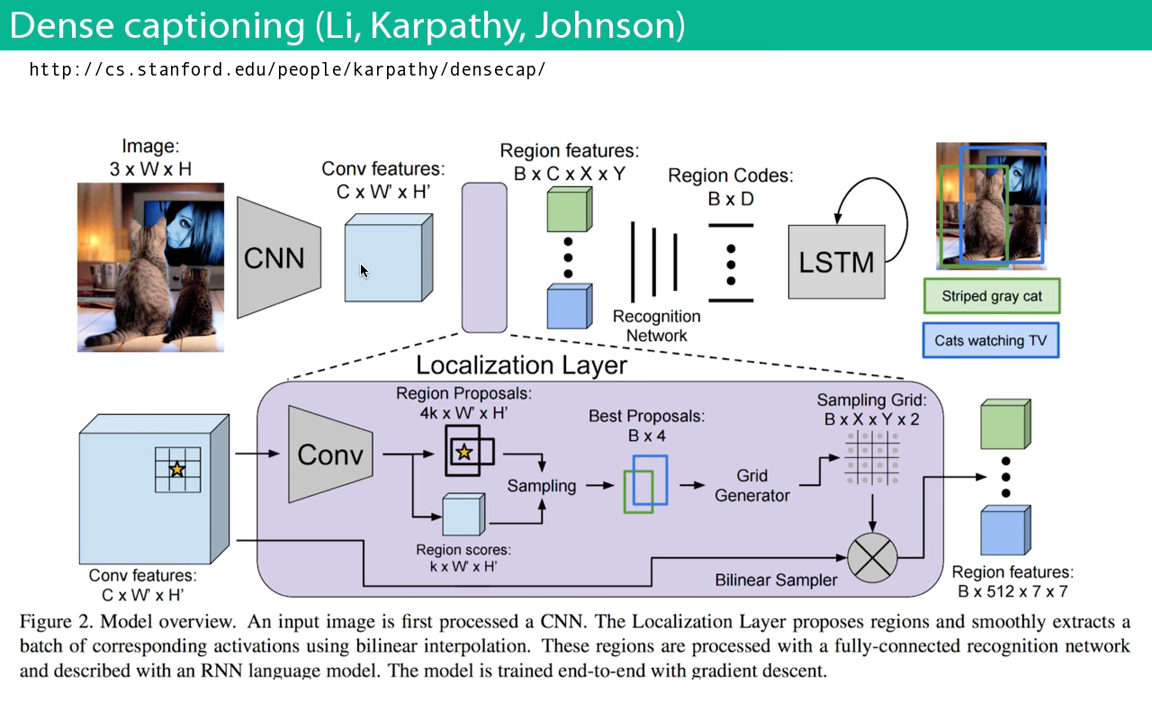 Dense captioning (Li, Karpathy, Johnson)
http://cs.stanford.edu/people/karpathy/densecap/
Image:
3 x W x H
CNN
Conv features:
C x W' x H'
Region features:
B x C x X x Y
Recognition
Network
Region Codes:
B x D
LSTM
Striped gray cat
Cats watching TV
Localization Layer
Conv features:
C x W' x H'
Conv
Region Proposals:
4k x W' x H'
Region scores:
k x W' x H'
Sampling
Best Proposals:
B x 4
Grid
Generator
Sampling Grid:
B x X x Y x 2
Bilinear Sampler
Region features:
B x 512 x 7 x 7
Figure 2. Model overview. An input image is first processed a CNN. The Localization Layer proposes regions and smoothly extracts a
batch of corresponding activations using bilinear interpolation. These regions are processed with a fully-connected recognition network
and described with an RNN language model. The model is trained end-to-end with gradient descent.